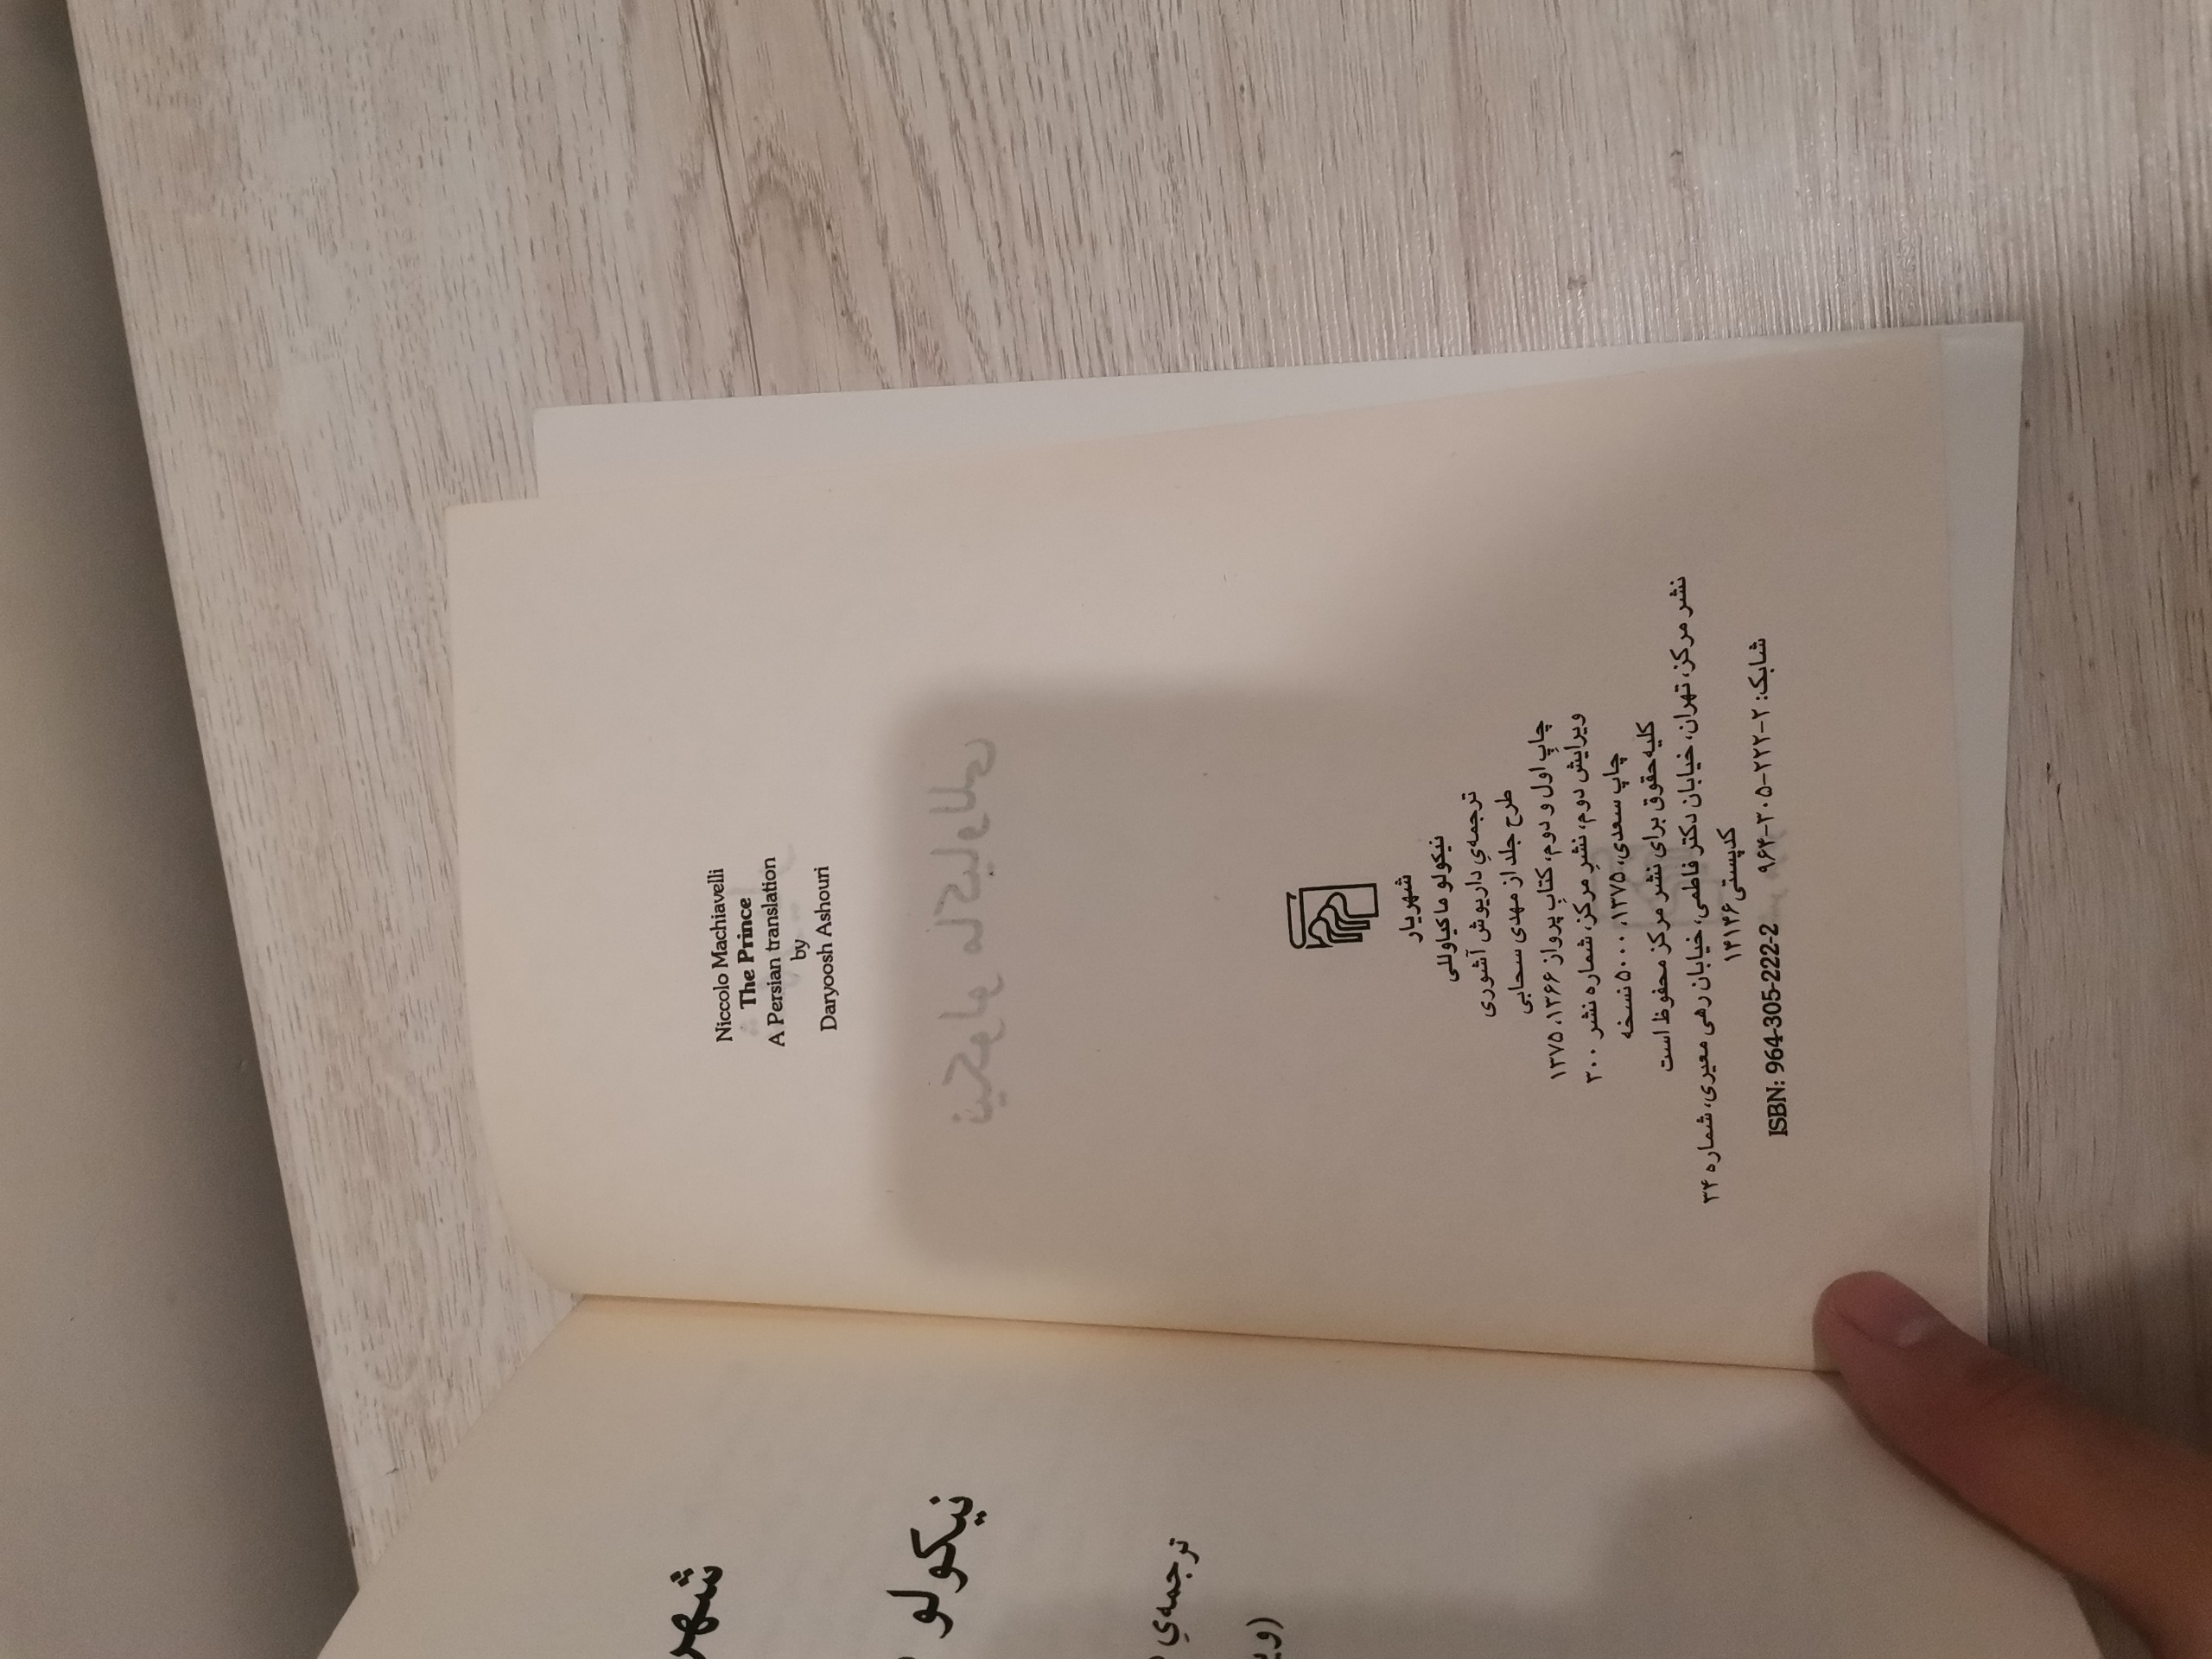 Niccolo Machiavelli
The Prince
A Persian translation
by
Daryoosh Ashouri
شهریار
نیکولو ماکیاوللی
ترجمه‌یِ داریوش آشوری
طرح جلد از مهدی سحابی
چاپِ اول و دوم، کتابِ پرواز ۱۳۶۶، ۱۳۷۵
ویرایش دوم، نشرِ مرکز، شماره نشر ۳۰۰
چاپ سعدی، ۱۳۷۵، ۵۰۰۰ نسخه
کلیه حقوق برای نشر مرکز محفوظ است
نشر مرکز، تهران، خیابان دکتر فاطمی، خیابان رهی معیری، شماره ۳۴
کدپستی ۱۴۱۴۶
شابک: ۲-۲۲۲-۳۰۵-۹۶۴ ISBN: 964-305-222-2
نیکولو
ترجمه‌یِ